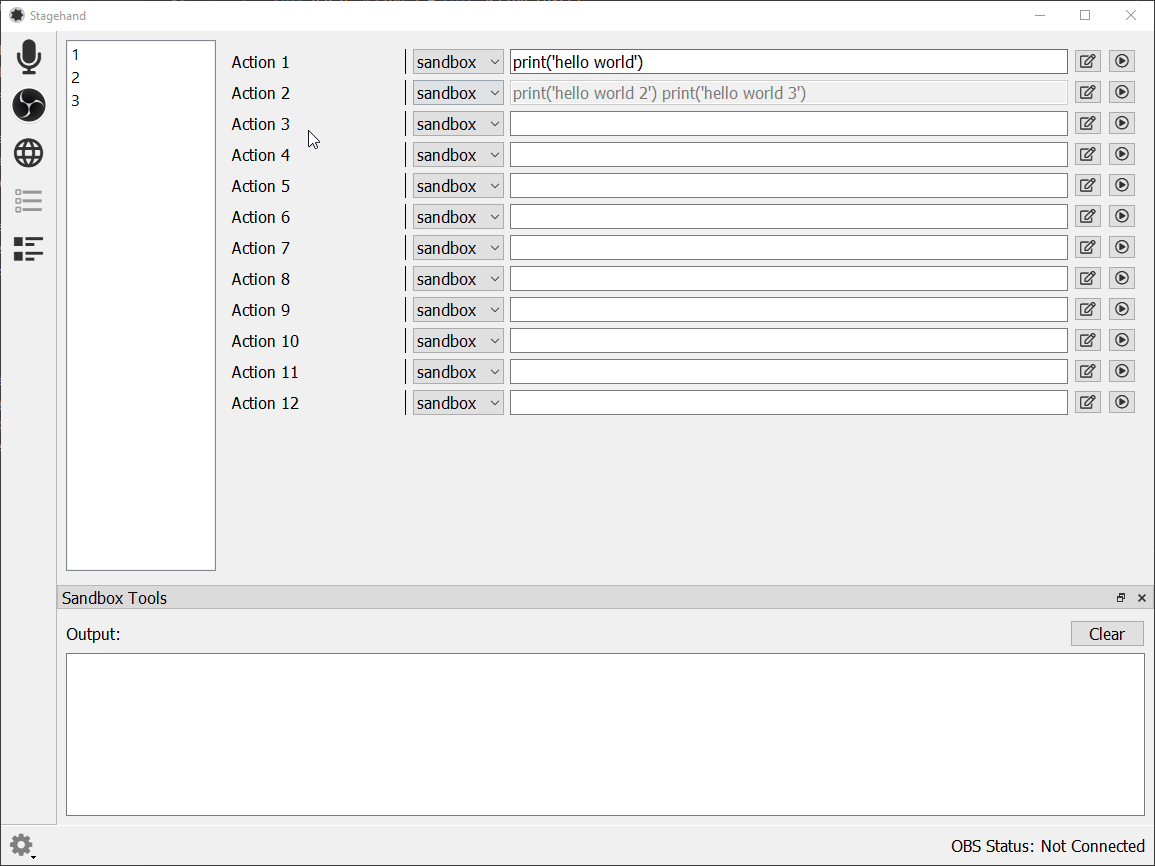 Stagehand
1
2
3
Action 1 sandbox print('hello world')
Action 2 sandbox print('hello world 2') print('hello world 3')
Action 3 sandbox
Action 4 sandbox
Action 5 sandbox
Action 6 sandbox
Action 7 sandbox
Action 8 sandbox
Action 9 sandbox
Action 10 sandbox
Action 11 sandbox
Action 12 sandbox
Sandbox Tools
Output: Clear
OBS Status: Not Connected